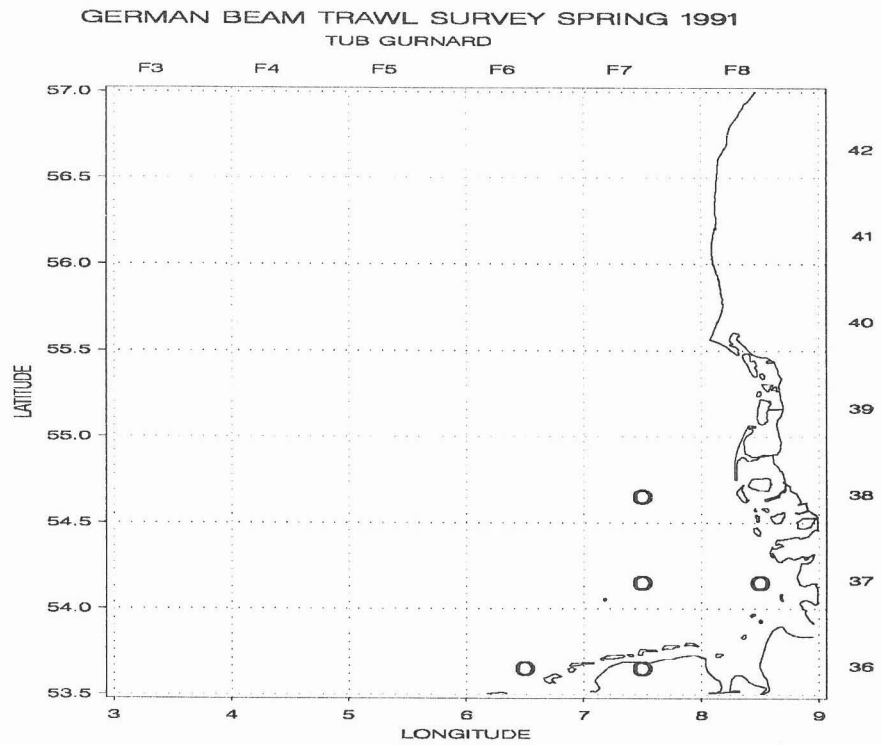 GERMAN BEAM TRAWL SURVEY SPRING 1991
TUB GURNARD
F3 F4 F5 F6 F7 F8
57.0
42
56.5
41
56.0
40
55.5
39
55.0
38
54.5
37
54.0
36
53.5
LATITUDE
3 4 5 6 7 8 9
LONGITUDE